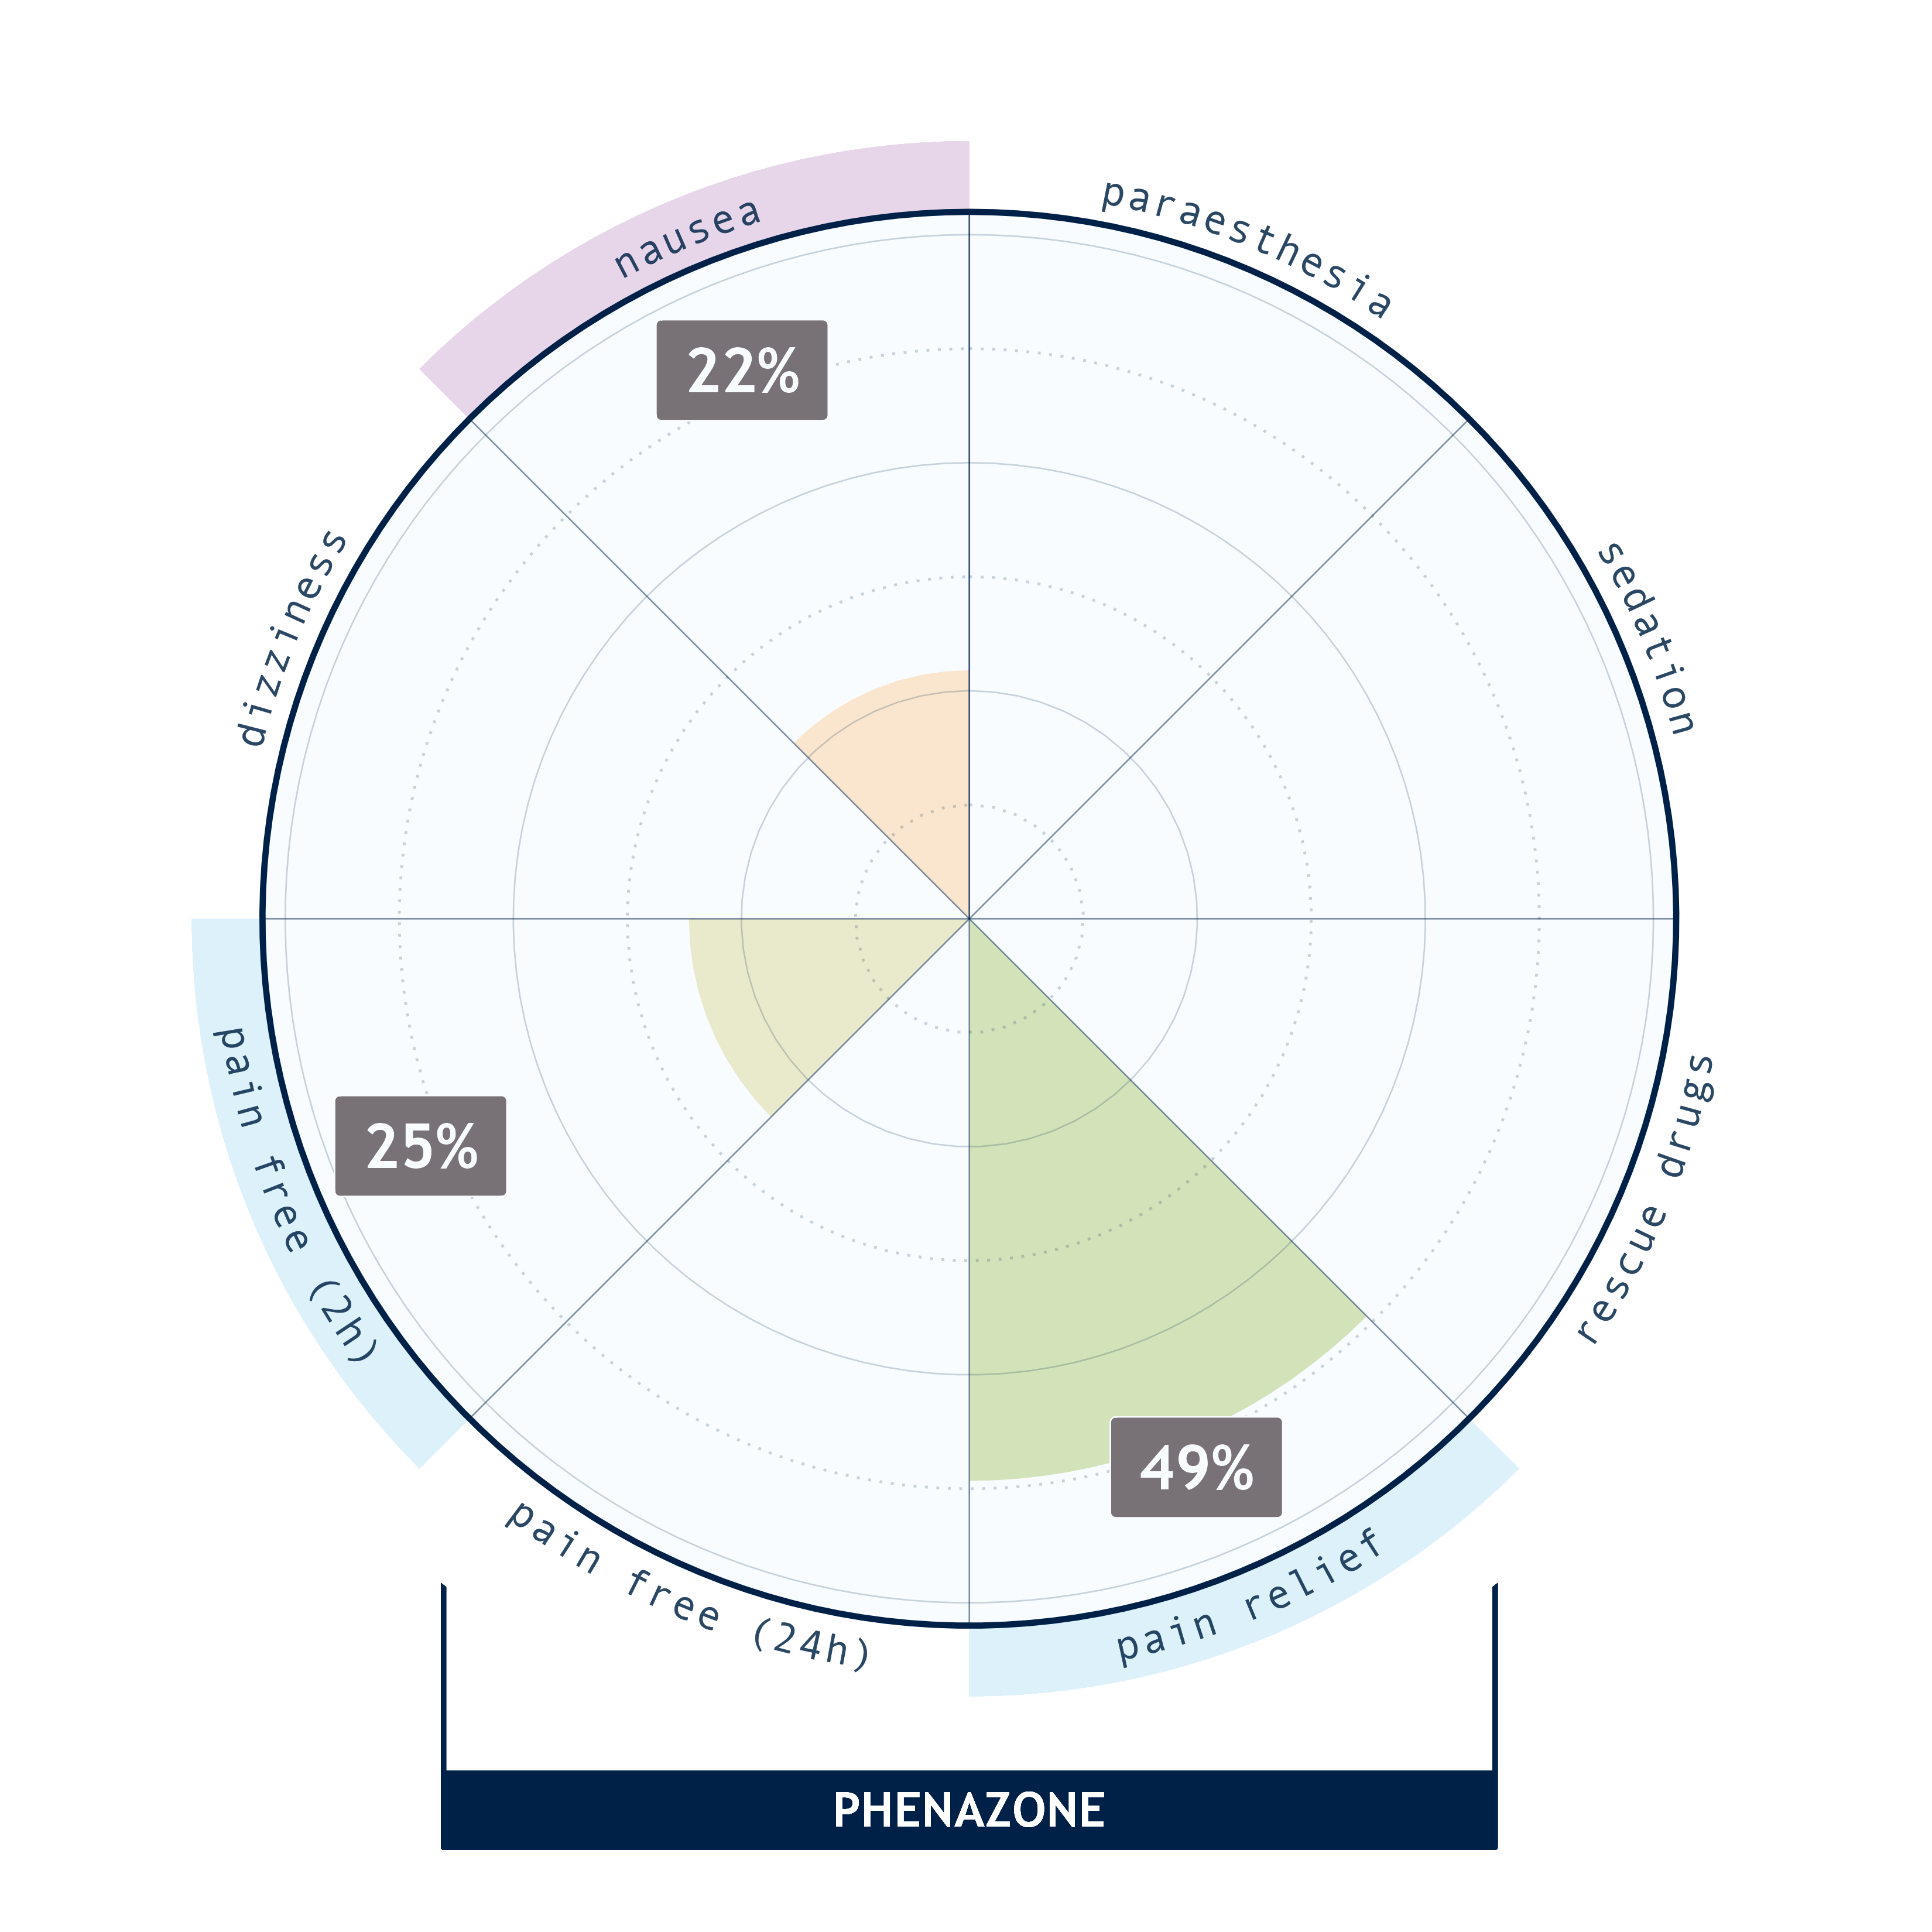 nausea
paraesthesia
22%
dizziness
sedation
pain free (2h)
25%
rescue drugs
49%
pain free (24h)
pain relief
PHENAZONE